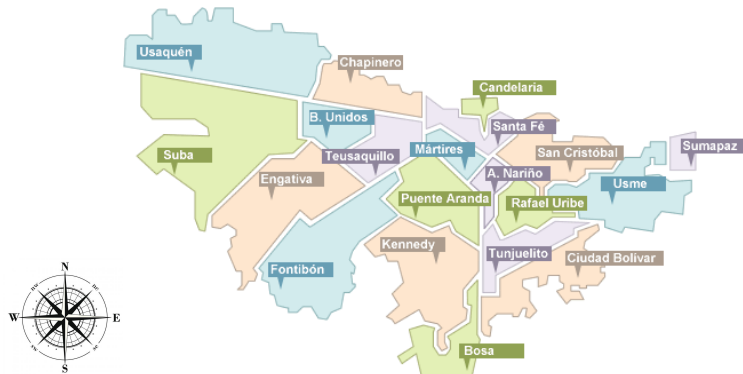 Usaquén
Chapinero
Candelaría
B. Unidos
Santa Fé
Sumapaz
Suba
Teusaquillo
Mártires
San Cristóbal
Engativa
A. Nariño
Usme
Puente Aranda
Rafael Uribe
Kennedy
Tunjuelito
Ciudad Bolivar
Fontibón
Bosa
N
W
E
S